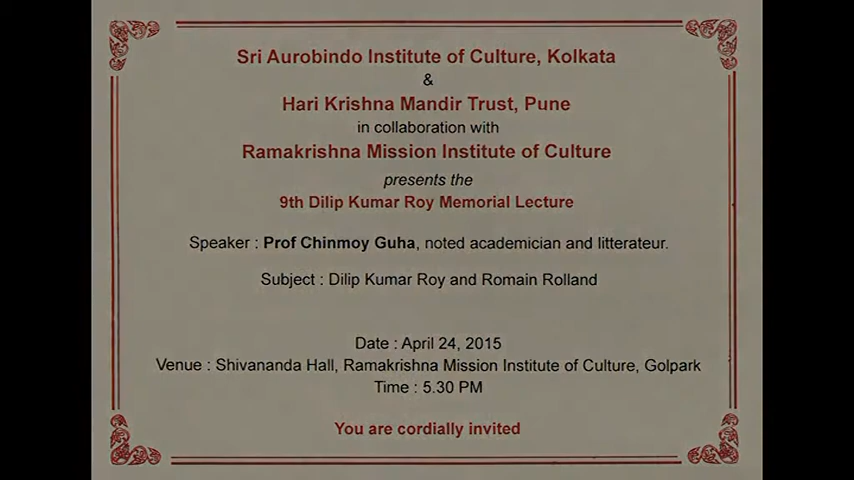 Sri Aurobindo Institute of Culture, Kolkata
&
Hari Krishna Mandir Trust, Pune
in collaboration with
Ramakrishna Mission Institute of Culture
presents the
9th Dilip Kumar Roy Memorial Lecture
Speaker : Prof Chinmoy Guha, noted academician and litterateur.
Subject : Dilip Kumar Roy and Romain Rolland
Date : April 24, 2015
Venue : Shivananda Hall, Ramakrishna Mission Institute of Culture, Golpark
Time : 5.30 PM
You are cordially invited